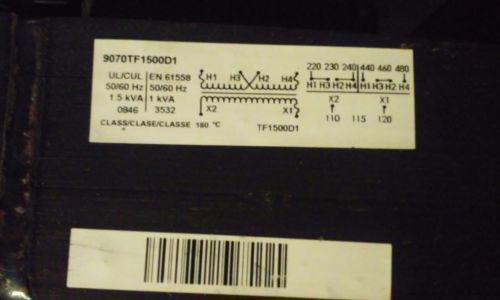 9070TF1500D1
UL/CUL EN 61558
50/60 Hz 50/60 Hz
1.5 kVA 1 kVA
0846 3532
CLASS/CLASE/CLASSE 180 °C
H1 H3 H2 H4
X2 X1
TF1500D1
220 230 240 440 460 480
H1 H3 H2 H4 H1 H3 H2 H4
X2 X1
110 115 120